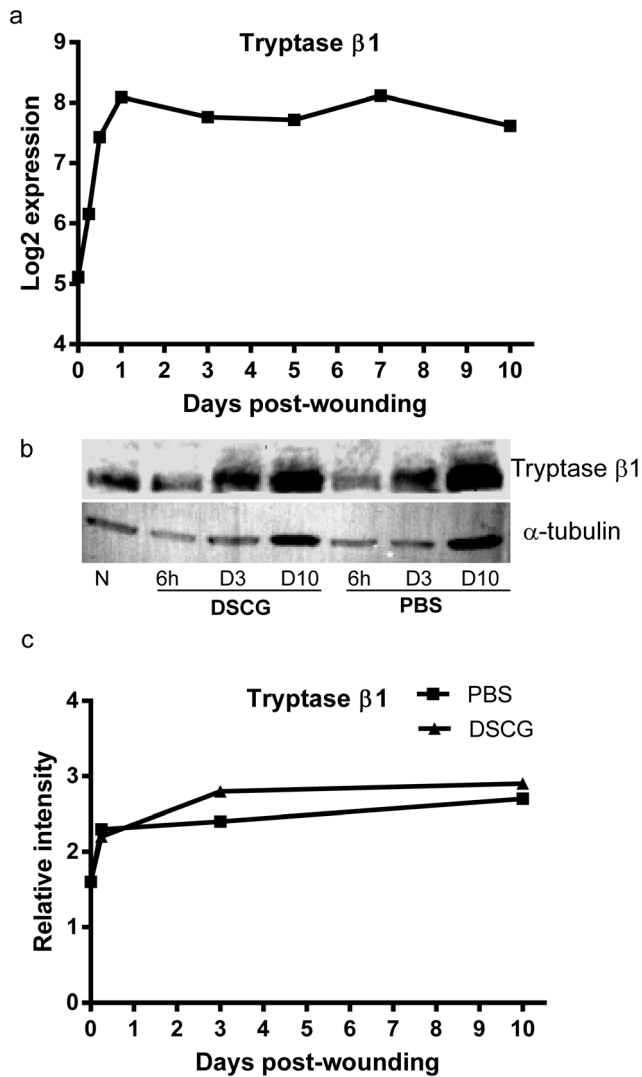 a
Tryptase β1
9
8
7
6
5
4
Log2 expression
0 1 2 3 4 5 6 7 8 9 10
Days post-wounding
b
Tryptase β1
α-tubulin
N 6h D3 D10 6h D3 D10
DSCG PBS
c
Tryptase β1
PBS
DSCG
4
3
2
1
0
Relative intensity
0 1 2 3 4 5 6 7 8 9 10
Days post-wounding